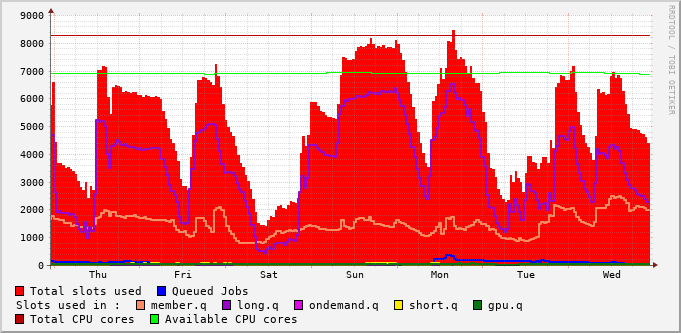 9000
8000
7000
6000
5000
4000
3000
2000
1000
0
Thu Fri Sat Sun Mon Tue Wed
RRDTOOL / TOBI OETIKER
Total slots used Queued Jobs
Slots used in : member.q long.q ondemand.q short.q gpu.q
Total CPU cores Available CPU cores